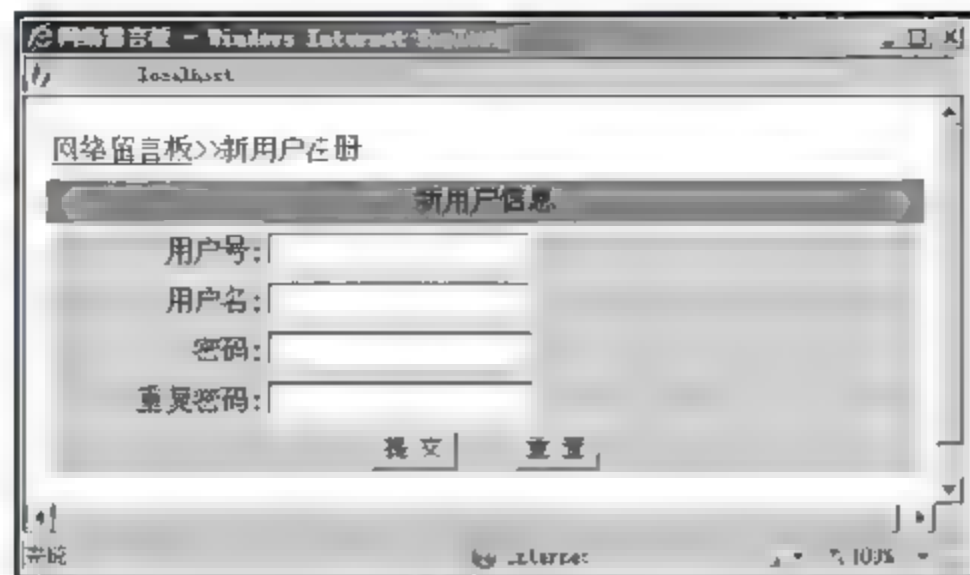 网络留言板 - Windows Internet Explorer
localhost
网络留言板>>新用户注册
新用户信息
用户号:
用户名:
密码:
重复密码:
提 交 重 置
Internet 100%